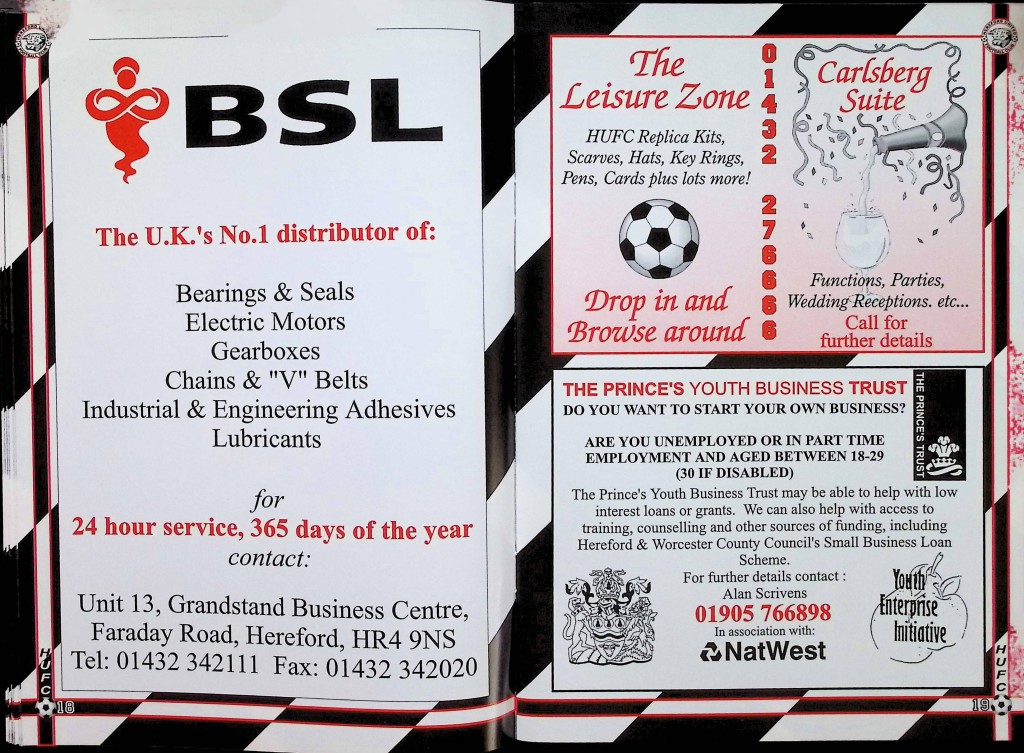 BSL
The U.K.'s No.1 distributor of:
Bearings & Seals
Electric Motors
Gearboxes
Chains & "V" Belts
Industrial & Engineering Adhesives
Lubricants
for
24 hour service, 365 days of the year
contact:
Unit 13, Grandstand Business Centre,
Faraday Road, Hereford, HR4 9NS
Tel: 01432 342111 Fax: 01432 342020
HUFC
18
The
Leisure Zone
HUFC Replica Kits,
Scarves, Hats, Key Rings,
Pens, Cards plus lots more!
Drop in and
Browse around
01432 276666
Carlsberg
Suite
Functions, Parties,
Wedding Receptions. etc...
Call for
further details
THE PRINCE'S YOUTH BUSINESS TRUST
DO YOU WANT TO START YOUR OWN BUSINESS?
ARE YOU UNEMPLOYED OR IN PART TIME
EMPLOYMENT AND AGED BETWEEN 18-29
(30 IF DISABLED)
THE PRINCE'S TRUST
The Prince's Youth Business Trust may be able to help with low
interest loans or grants. We can also help with access to
training, counselling and other sources of funding, including
Hereford & Worcester County Council's Small Business Loan
Scheme.
For further details contact :
Alan Scrivens
01905 766898
In association with:
NatWest
Youth
Enterprise
Initiative
HUFC
19